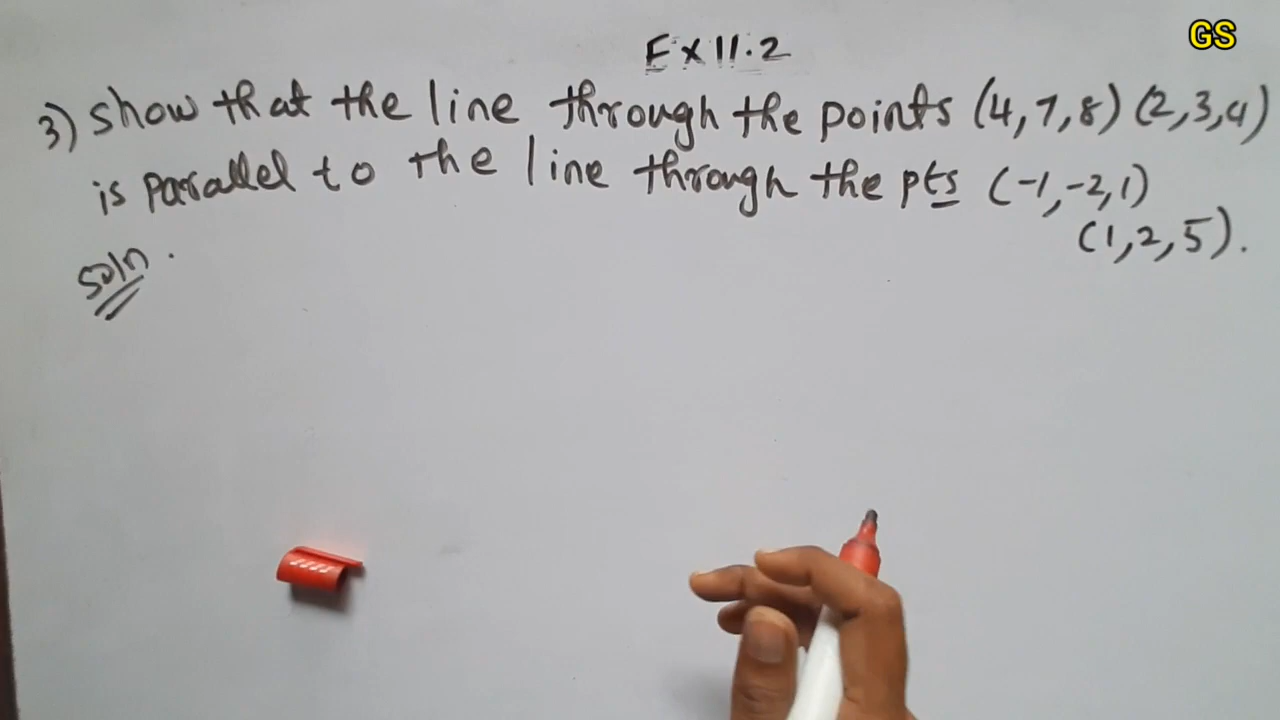 GS
Ex 11.2
3) Show that the line through the points (4,7,8) (2,3,4)
is parallel to the line through the pts (-1,-2,1)
(1,2,5).
Soln.